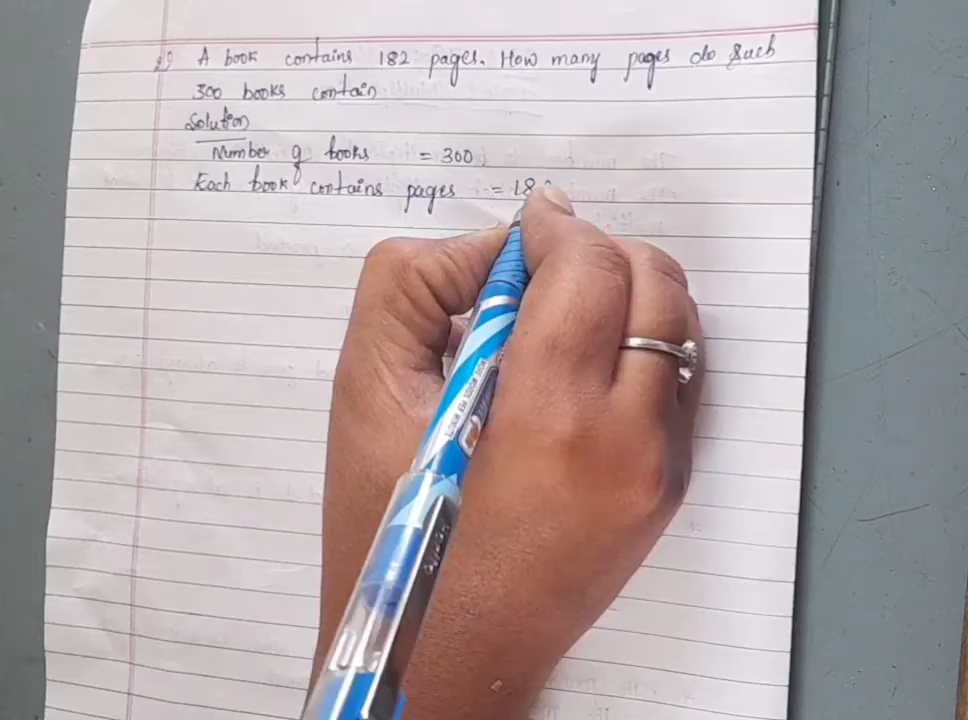 A book contains 182 pages. How many pages do such
300 books contain
Solution
Number of books = 300
Each book contains pages = 182